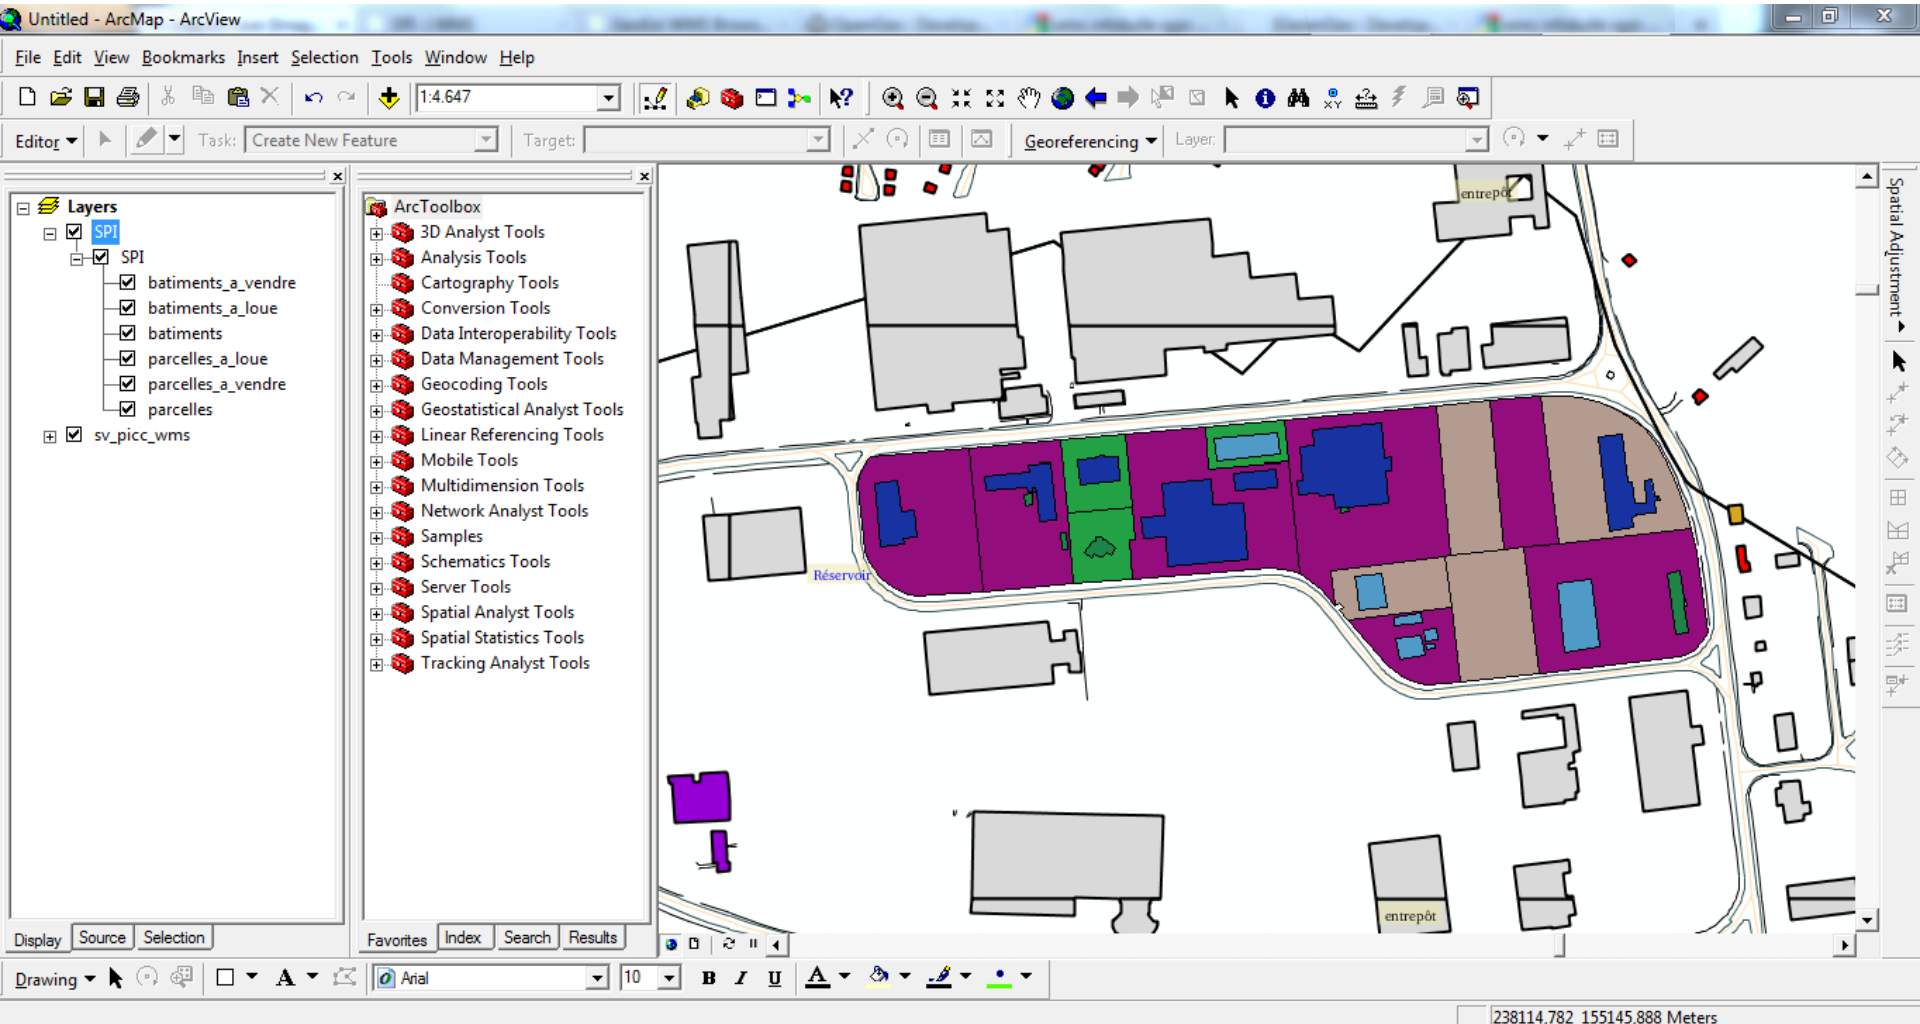 Untitled - ArcMap - ArcView
File Edit View Bookmarks Insert Selection Tools Window Help
1:4.647
Editor Task: Create New Feature Target: Georeferencing Layer:
Layers
SPI
SPI
batiments_a_vendre
batiments_a_loue
batiments
parcelles_a_loue
parcelles_a_vendre
parcelles
sv_picc_wms
Display Source Selection
ArcToolbox
3D Analyst Tools
Analysis Tools
Cartography Tools
Conversion Tools
Data Interoperability Tools
Data Management Tools
Geocoding Tools
Geostatistical Analyst Tools
Linear Referencing Tools
Mobile Tools
Multidimension Tools
Network Analyst Tools
Samples
Schematics Tools
Server Tools
Spatial Analyst Tools
Spatial Statistics Tools
Tracking Analyst Tools
Favorites Index Search Results
entrepôt
Réservoir
entrepôt
Spatial Adjustment
Drawing A Arial 10 B I U A
238114,782 155145,888 Meters